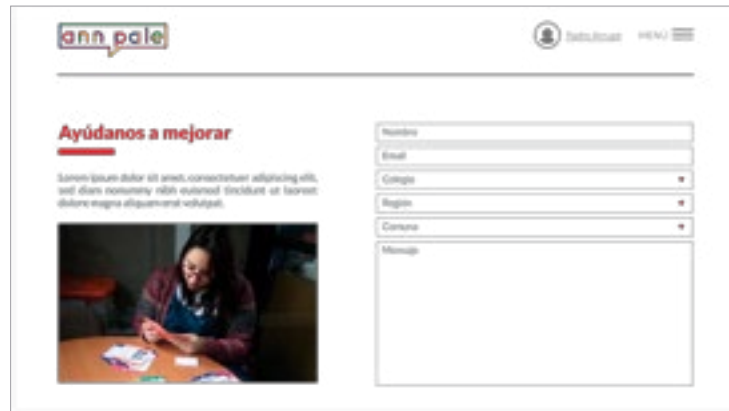 ann pale
MENÚ
Ayúdanos a mejorar
Lorem ipsum dolor sit amet, consectetuer adipiscing elit,
sed diam nonummy nibh euismod tincidunt ut laoreet
dolore magna aliquam erat volutpat.
Nombre
Email
Colegio
Región
Comuna
Mensaje